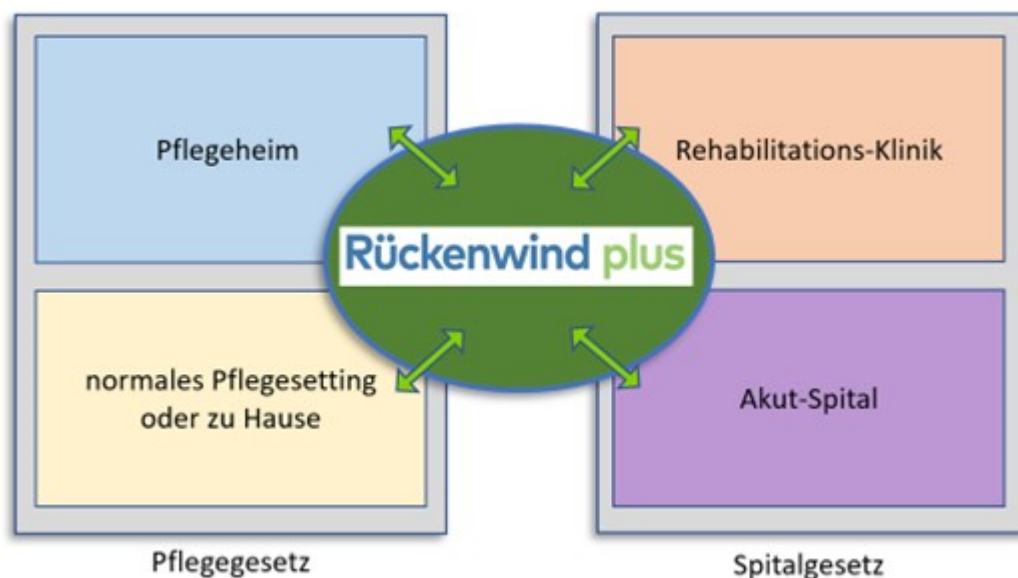 Pflegeheim
Rehabilitations-Klinik
Rückenwind plus
normales Pflegesetting
oder zu Hause
Akut-Spital
Pflegegesetz
Spitalgesetz